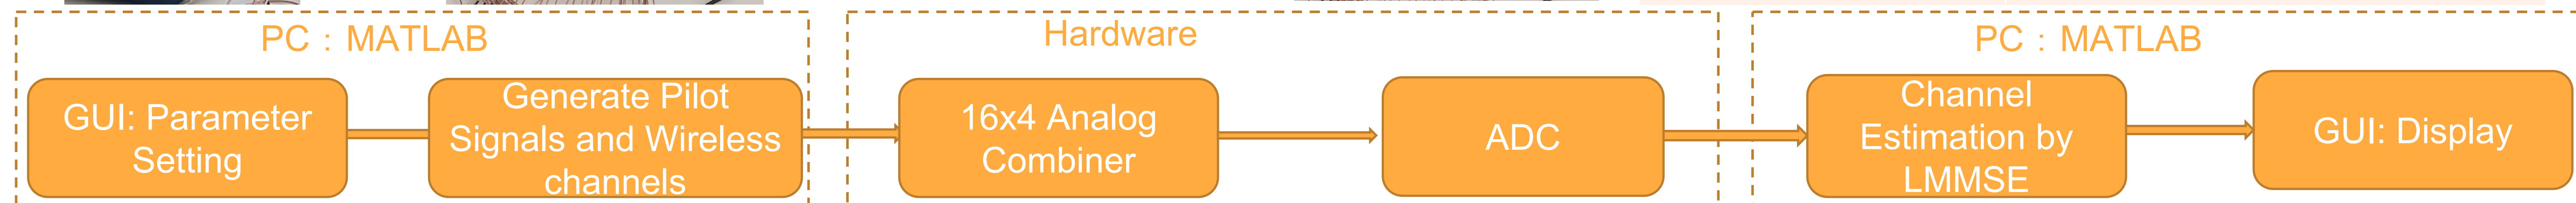 PC：MATLAB
GUI: Parameter
Setting
Generate Pilot
Signals and Wireless
channels
Hardware
16x4 Analog
Combiner
ADC
PC：MATLAB
Channel
Estimation by
LMMSE
GUI: Display